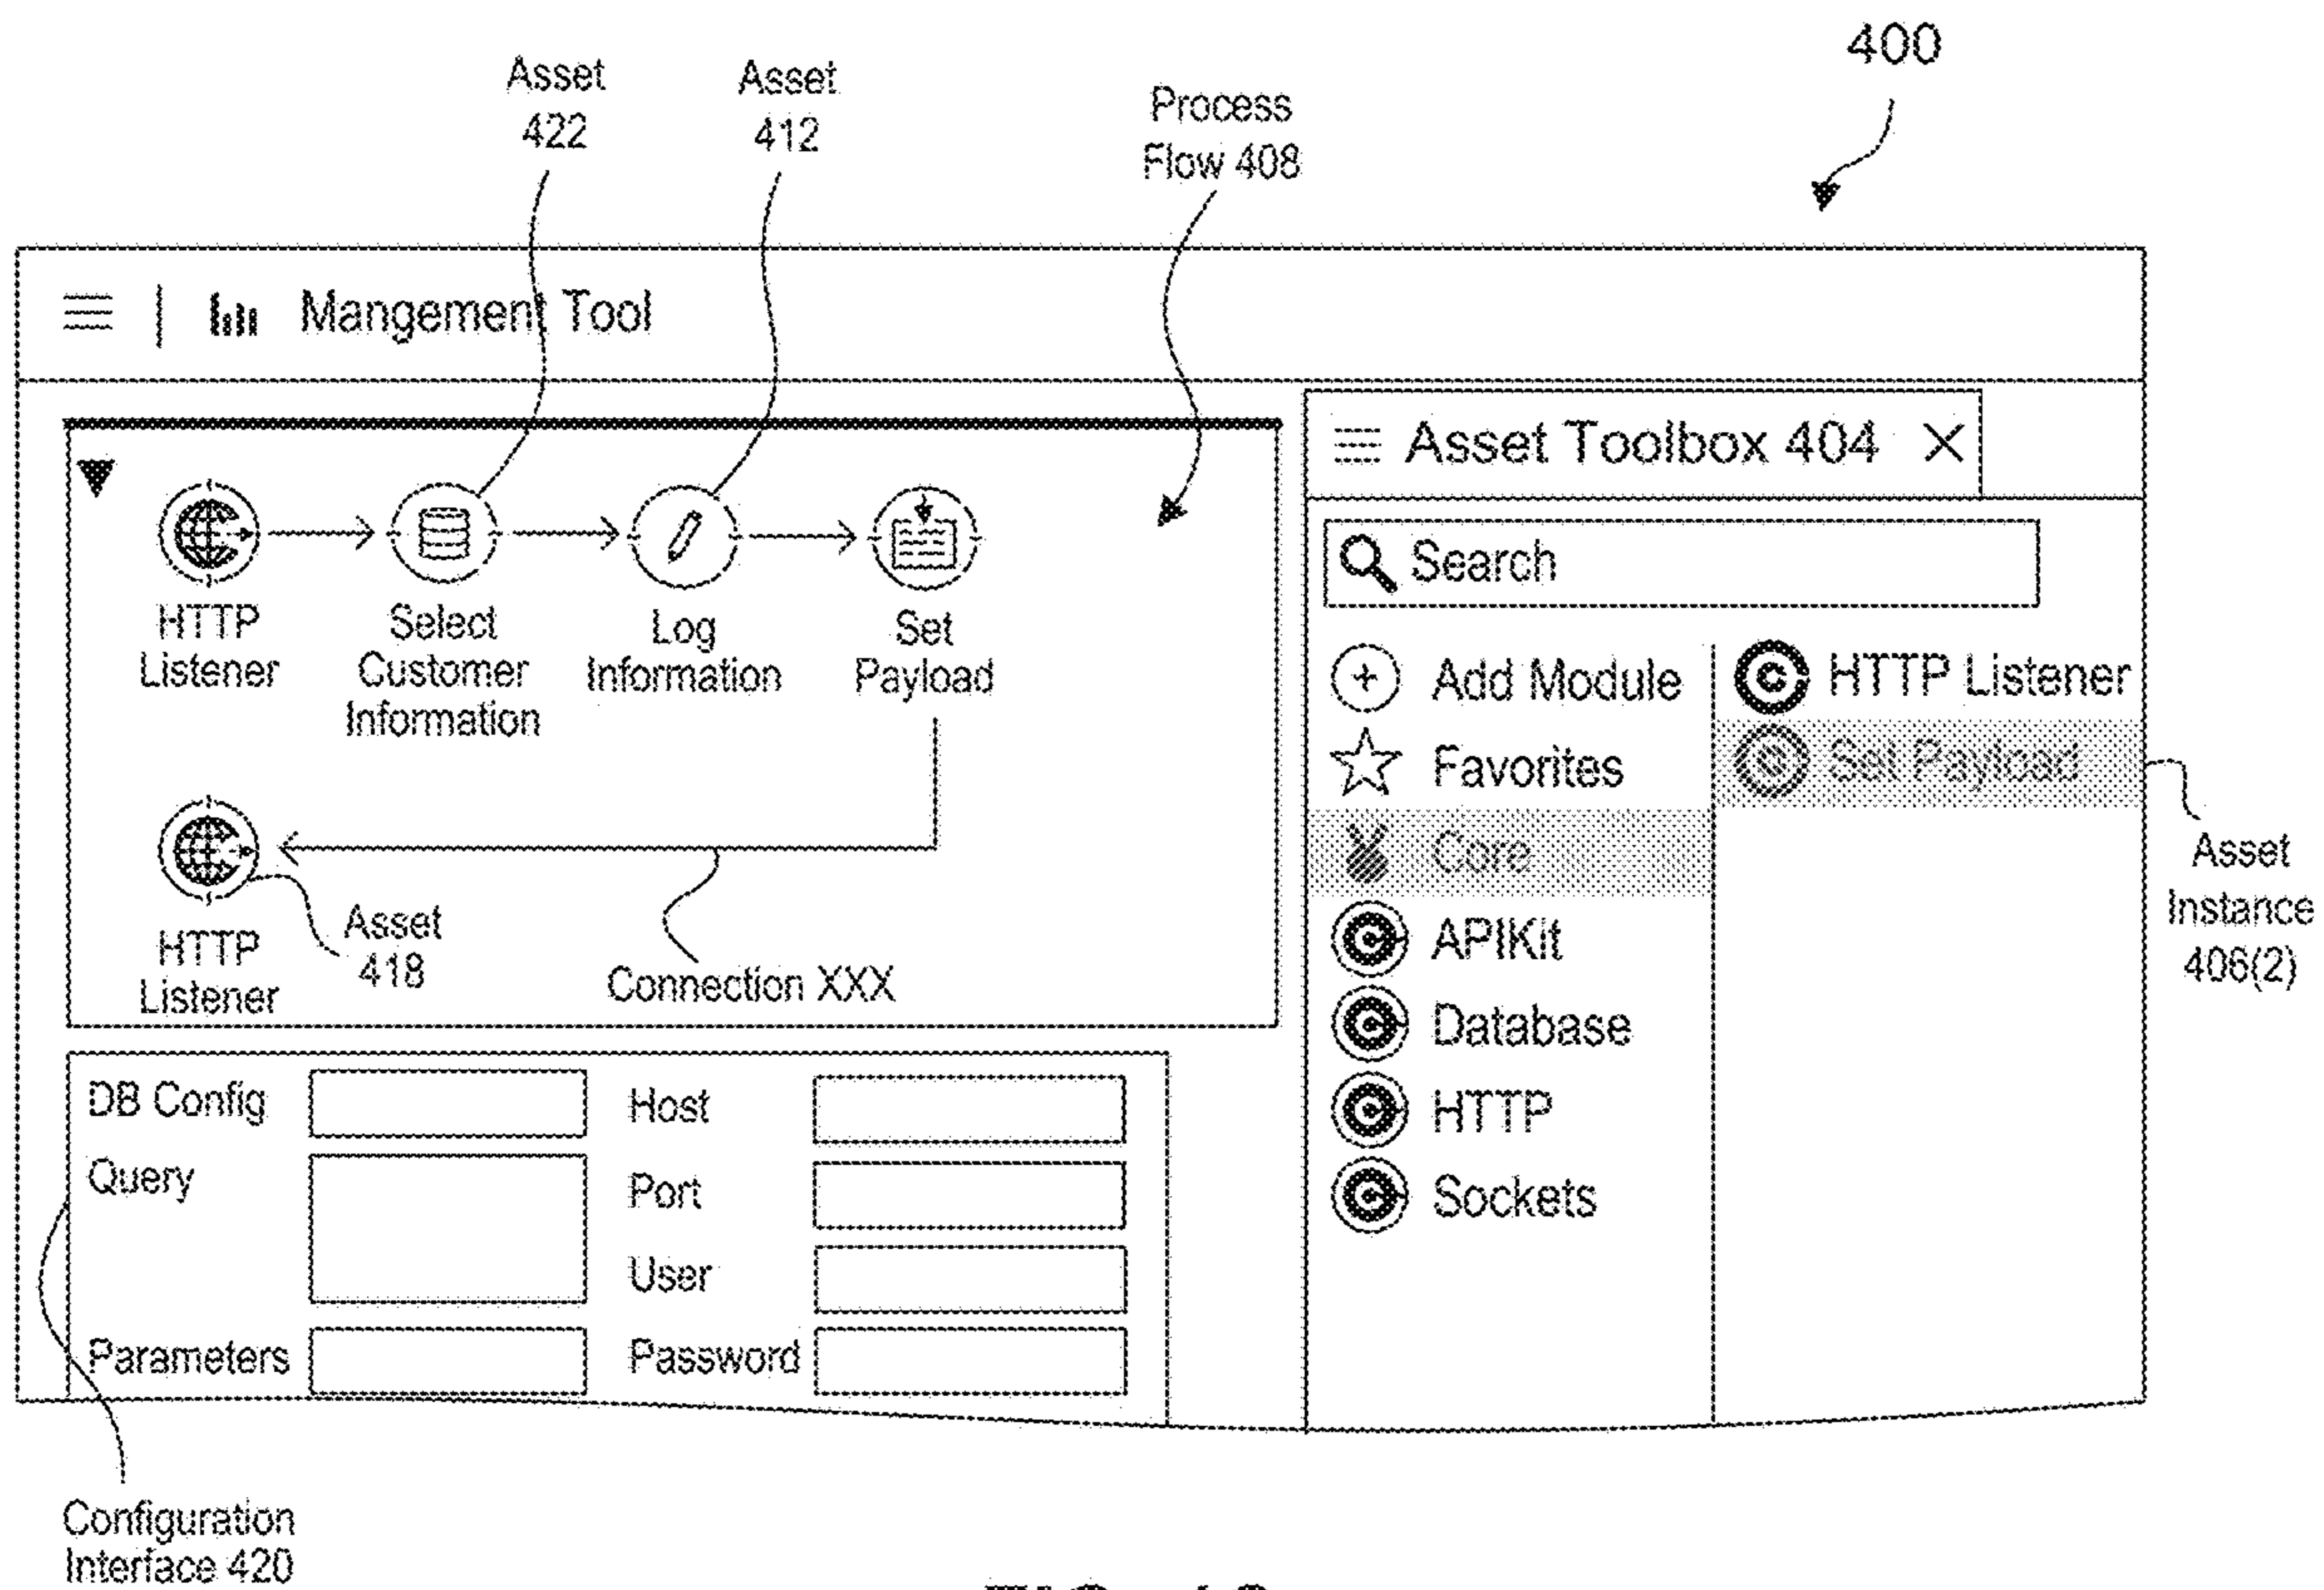 400
Asset
422
Asset
412
Process
Flow 408
Mangement Tool
Asset Toolbox 404
Search
HTTP
Listener
Select
Customer
Information
Log
Information
Set
Payload
HTTP
Listener
Asset
418
Connection XXX
Add Module
Favorites
Core
APIKit
Database
HTTP
Sockets
HTTP Listener
Set Payload
Asset
Instance
406(2)
DB Config
Query
Parameters
Host
Port
User
Password
Configuration
Interface 420